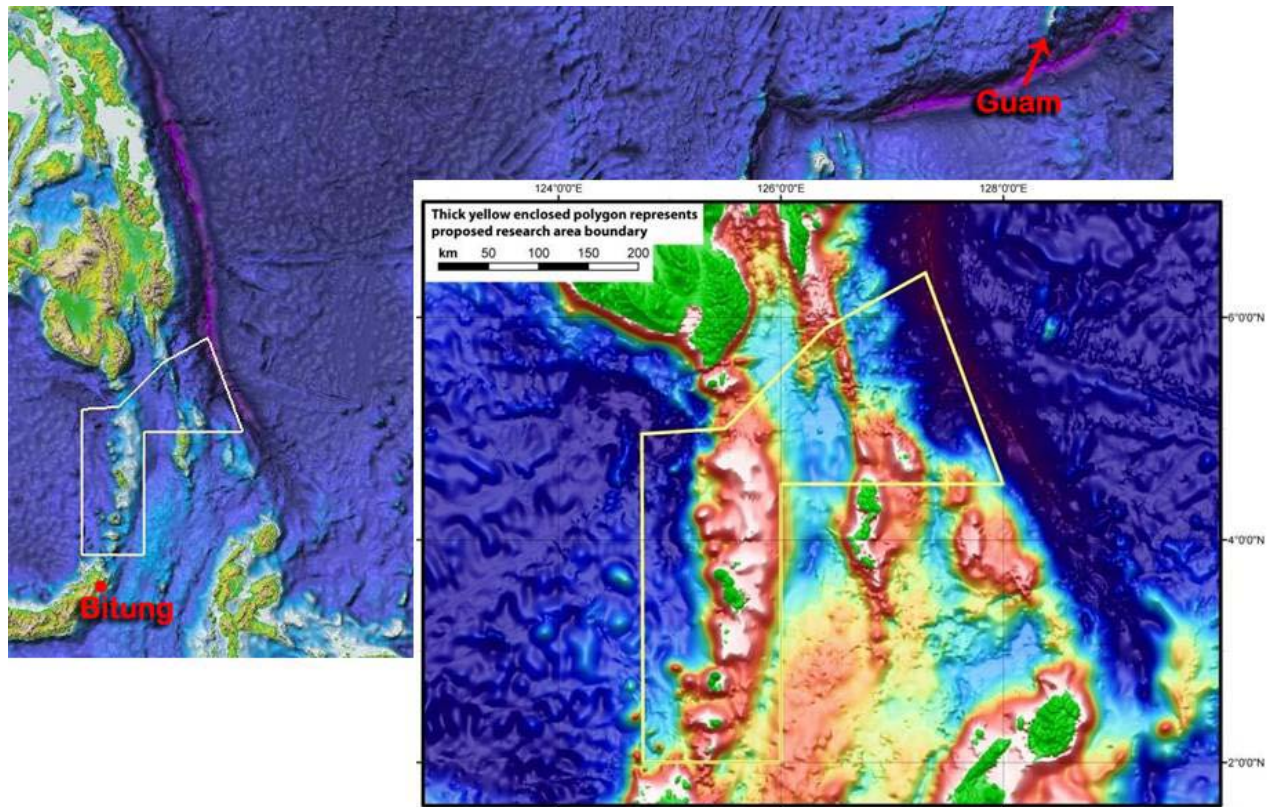 Guam
124°0'0"E 126°0'0"E 128°0'0"E
Thick yellow enclosed polygon represents
proposed research area boundary
km 50 100 150 200
6°0'0"N
4°0'0"N
2°0'0"N
Bitung